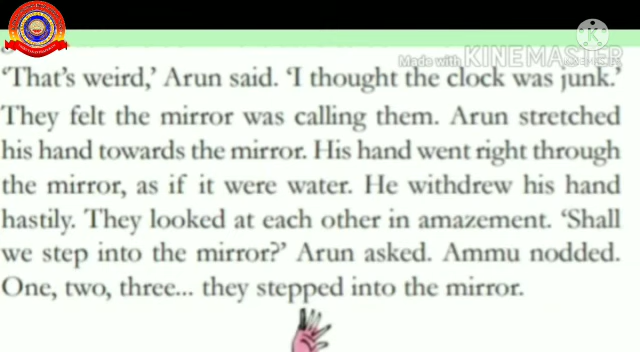 Made with KINEMASTER
'That's weird,' Arun said. 'I thought the clock was junk.'
They felt the mirror was calling them. Arun stretched
his hand towards the mirror. His hand went right through
the mirror, as if it were water. He withdrew his hand
hastily. They looked at each other in amazement. 'Shall
we step into the mirror?' Arun asked. Ammu nodded.
One, two, three... they stepped into the mirror.